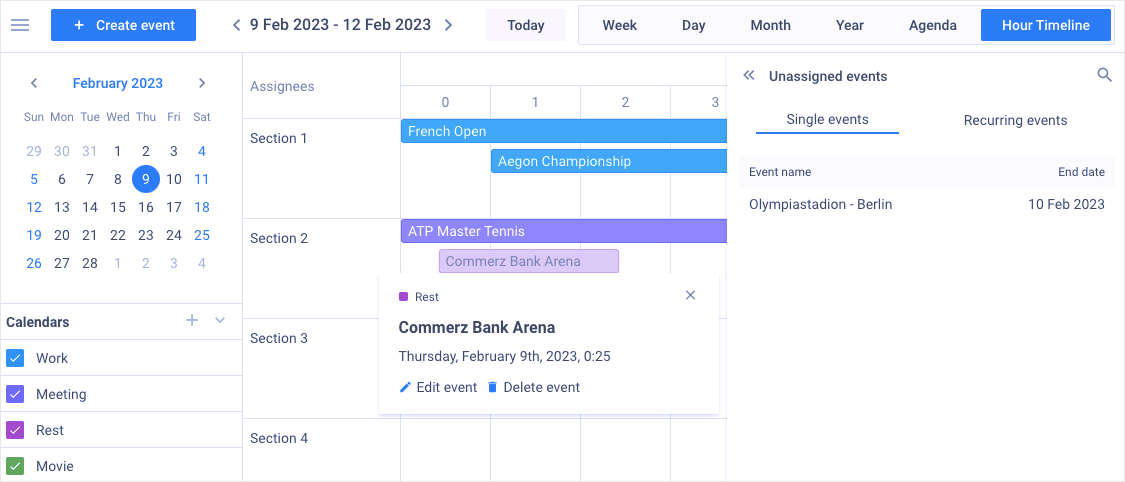 + Create event
9 Feb 2023 - 12 Feb 2023
Today
Week Day Month Year Agenda Hour Timeline
February 2023
Sun Mon Tue Wed Thu Fri Sat
29 30 31 1 2 3 4
5 6 7 8 9 10 11
12 13 14 15 16 17 18
19 20 21 22 23 24 25
26 27 28 1 2 3 4
Calendars
Work
Meeting
Rest
Movie
Assignees
0 1 2 3
Section 1
French Open
Aegon Championship
Section 2
ATP Master Tennis
Commerz Bank Arena
Section 3
Section 4
Rest
Commerz Bank Arena
Thursday, February 9th, 2023, 0:25
Edit event Delete event
Unassigned events
Single events Recurring events
Event name End date
Olympiastadion - Berlin 10 Feb 2023